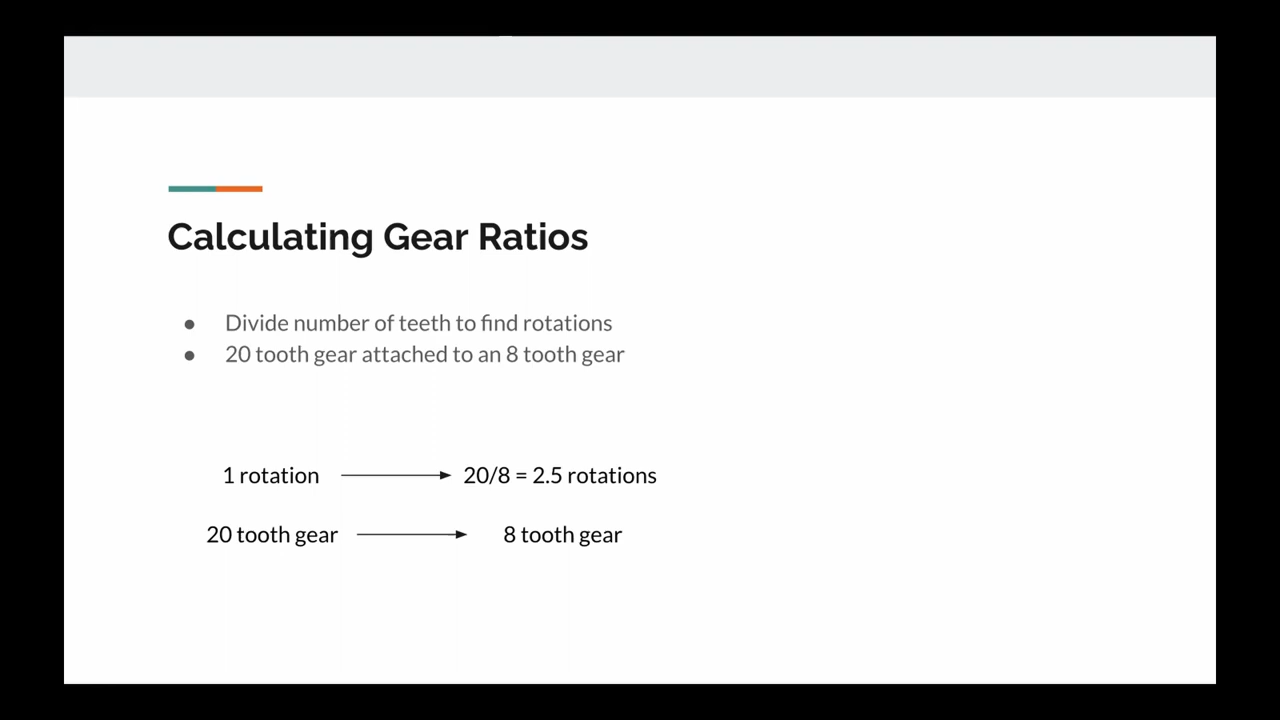 Calculating Gear Ratios
● Divide number of teeth to find rotations
● 20 tooth gear attached to an 8 tooth gear
1 rotation 20/8 = 2.5 rotations
20 tooth gear 8 tooth gear